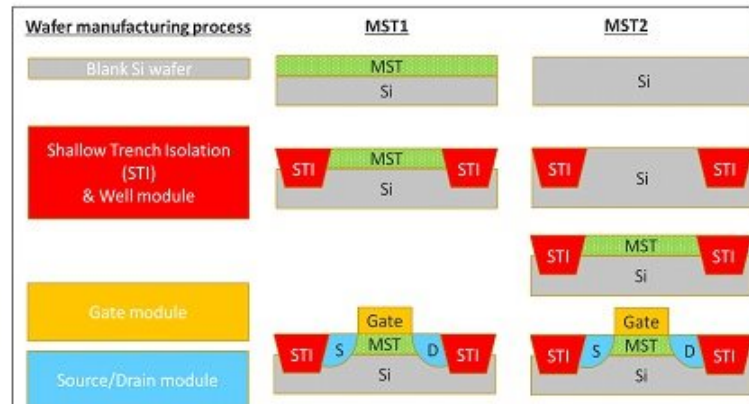 Wafer manufacturing process
MST1
MST2
Blank Si wafer
MST
Si
Si
Shallow Trench Isolation
(STI)
& Well module
STI
MST
STI
Si
STI
Si
STI
STI
MST
STI
Si
Gate module
Gate
STI
S
MST
D
STI
Si
Gate
STI
S
MST
D
STI
Si
Source/Drain module